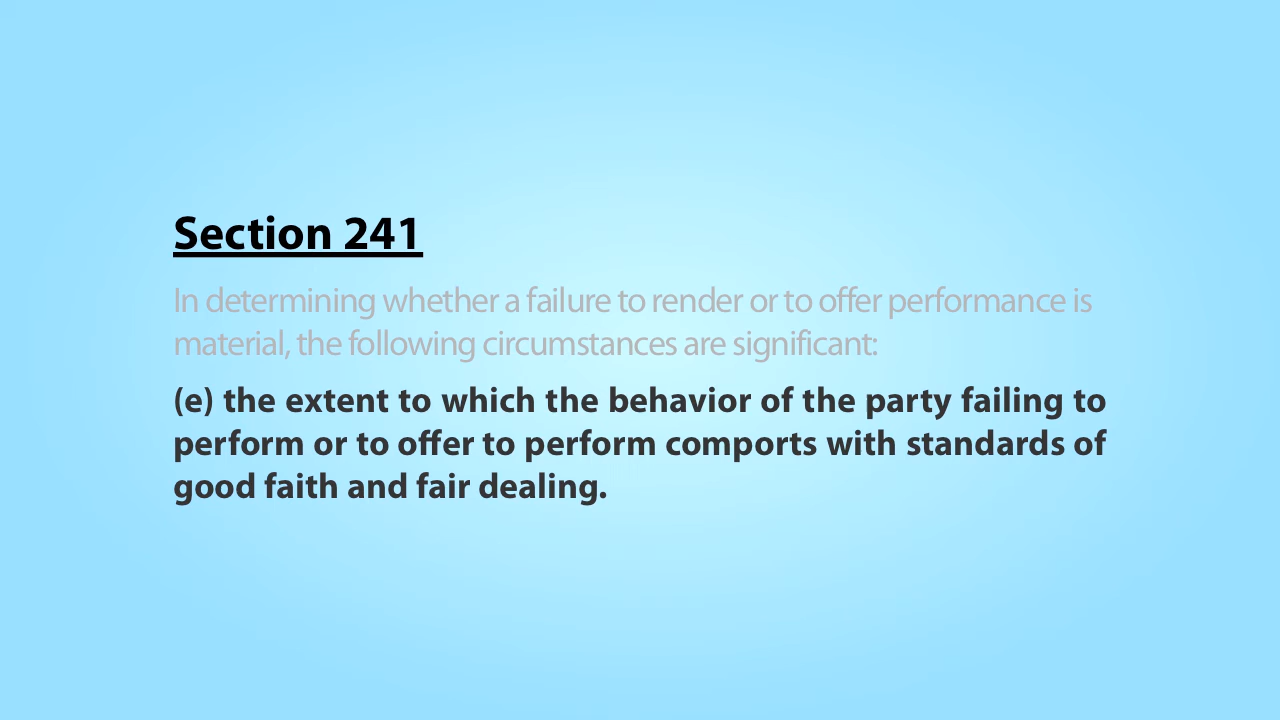 Section 241
In determining whether a failure to render or to offer performance is
material, the following circumstances are significant:
(e) the extent to which the behavior of the party failing to
perform or to offer to perform comports with standards of
good faith and fair dealing.